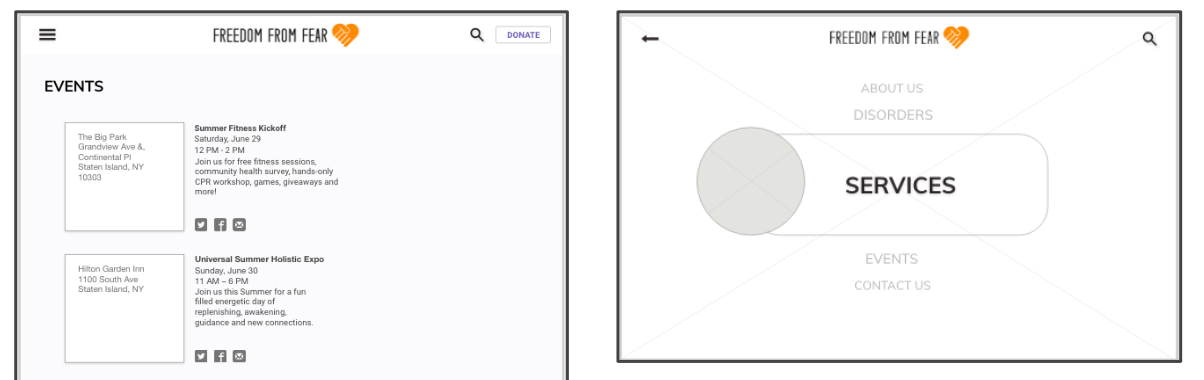 FREEDOM FROM FEAR
DONATE
EVENTS
The Big Park
Grandview Ave &,
Continental Pl
Staten Island, NY
10303
Summer Fitness Kickoff
Saturday, June 29
12 PM - 2 PM
Join us for free fitness sessions,
community health survey, hands-only
CPR workshop, games, giveaways and
more!
Hilton Garden Inn
1100 South Ave
Staten Island, NY
Universal Summer Holistic Expo
Sunday, June 30
11 AM – 6 PM
Join us this Summer for a fun
filled energetic day of
replenishing, awakening,
guidance and new connections.
FREEDOM FROM FEAR
ABOUT US
DISORDERS
SERVICES
EVENTS
CONTACT US